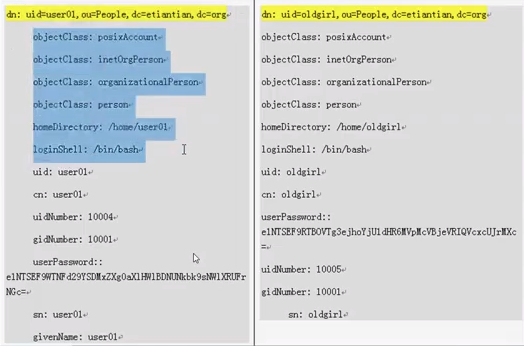 dn: uid=user01,ou=People,dc=etiantian,dc=org
objectClass: posixAccount
objectClass: inetOrgPerson
objectClass: organizationalPerson
objectClass: person
homeDirectory: /home/user01
loginShell: /bin/bash
uid: user01
cn: user01
uidNumber: 10004
gidNumber: 10001
userPassword::
sn: user01
givenName: user01
dn: uid=oldgirl,ou=People,dc=etiantian,dc=org
objectClass: posixAccount
objectClass: inetOrgPerson
objectClass: organizationalPerson
objectClass: person
homeDirectory: /home/oldgirl
loginShell: /bin/bash
uid: oldgirl
cn: oldgirl
userPassword::
=
uidNumber: 10005
gidNumber: 10001
sn: oldgirl